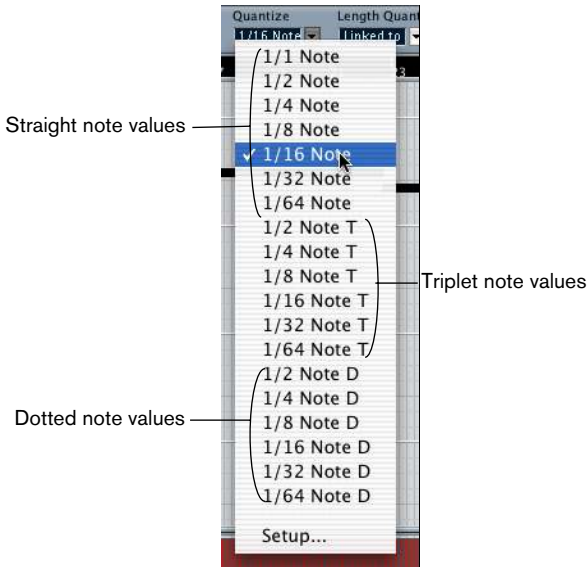 Quantize Length Quant
1/16 Note Linked to
1/1 Note
1/2 Note
1/4 Note
1/8 Note
✓ 1/16 Note
1/32 Note
1/64 Note
1/2 Note T
1/4 Note T
1/8 Note T
1/16 Note T
1/32 Note T
1/64 Note T
1/2 Note D
1/4 Note D
1/8 Note D
1/16 Note D
1/32 Note D
1/64 Note D
Setup...
Straight note values
Triplet note values
Dotted note values